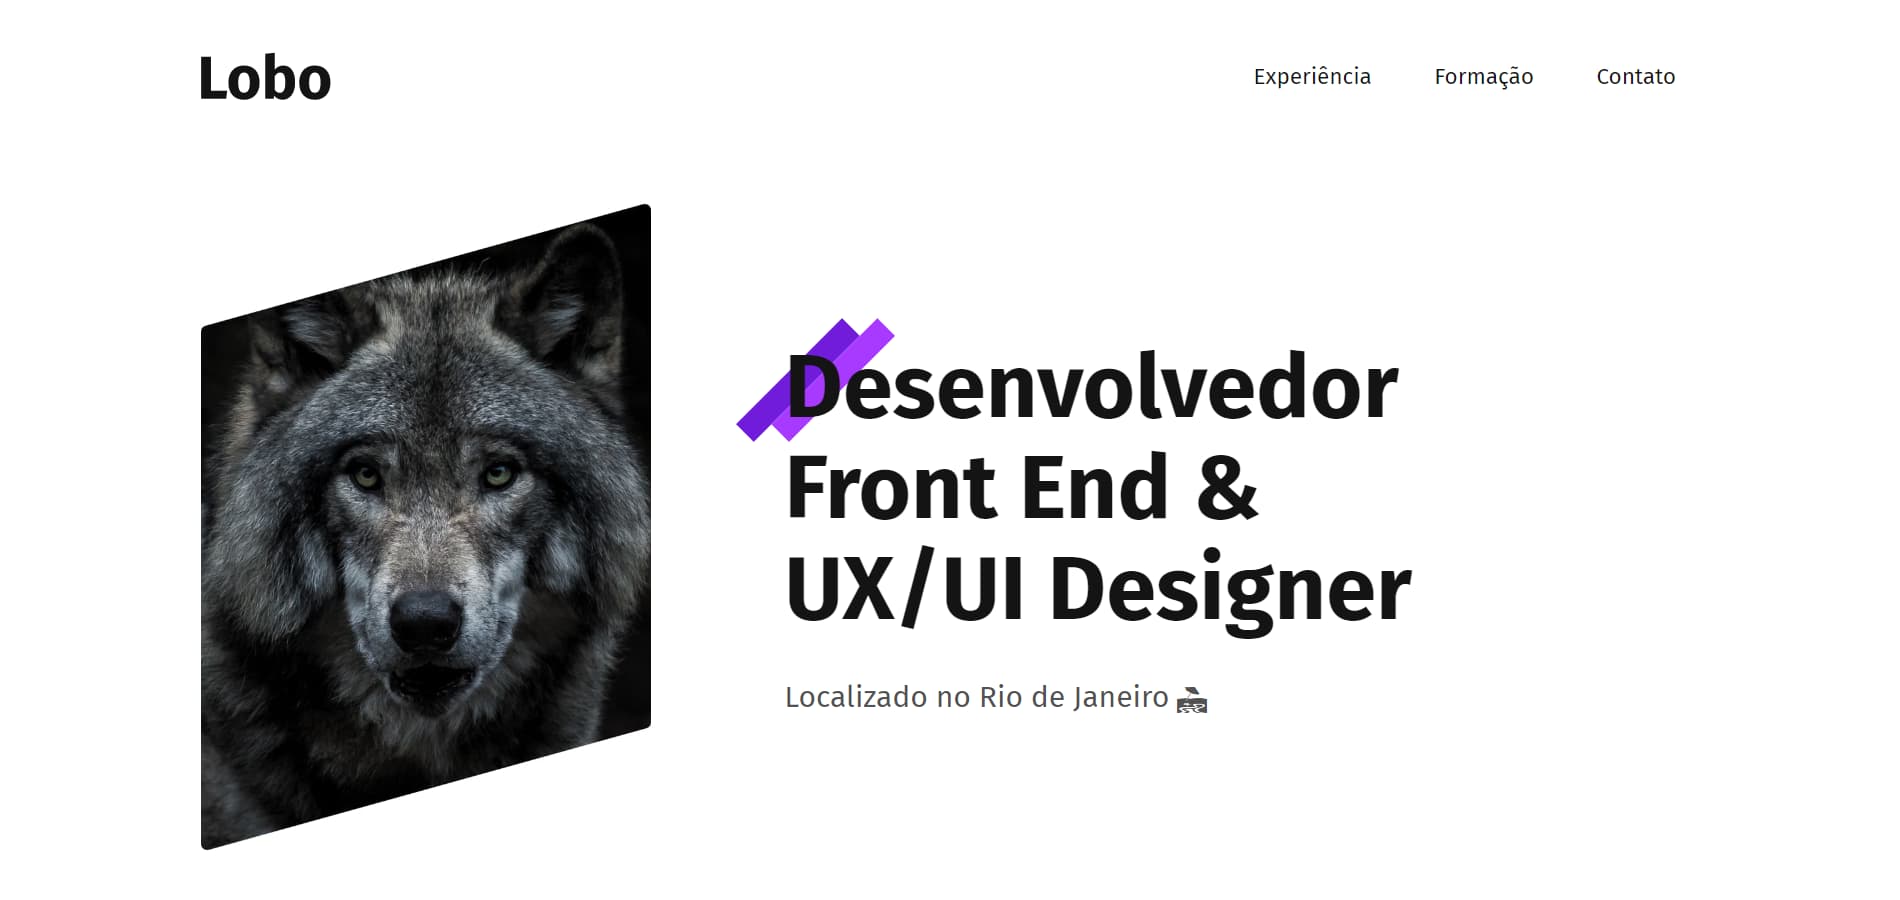 Lobo
Experiência Formação Contato
Desenvolvedor
Front End &
UX/UI Designer
Localizado no Rio de Janeiro